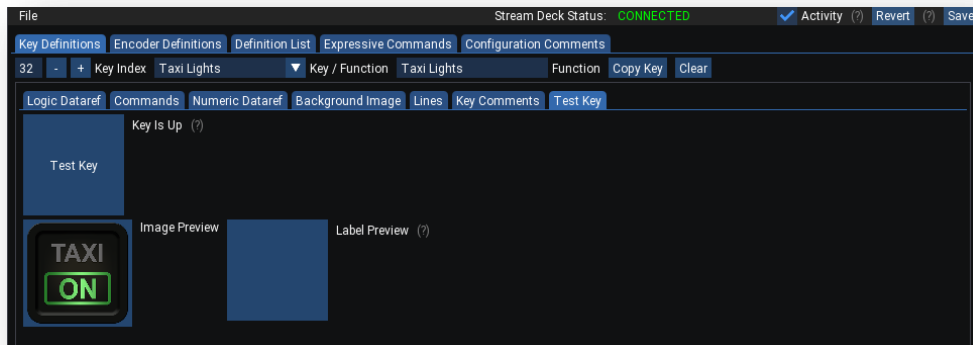 File Stream Deck Status: CONNECTED Activity (?) Revert (?) Save
Key Definitions Encoder Definitions Definition List Expressive Commands Configuration Comments
32 - + Key Index Taxi Lights Key / Function Taxi Lights Function Copy Key Clear
Logic Dataref Commands Numeric Dataref Background Image Lines Key Comments Test Key
Key Is Up (?)
Test Key
Image Preview Label Preview (?)
TAXI
ON